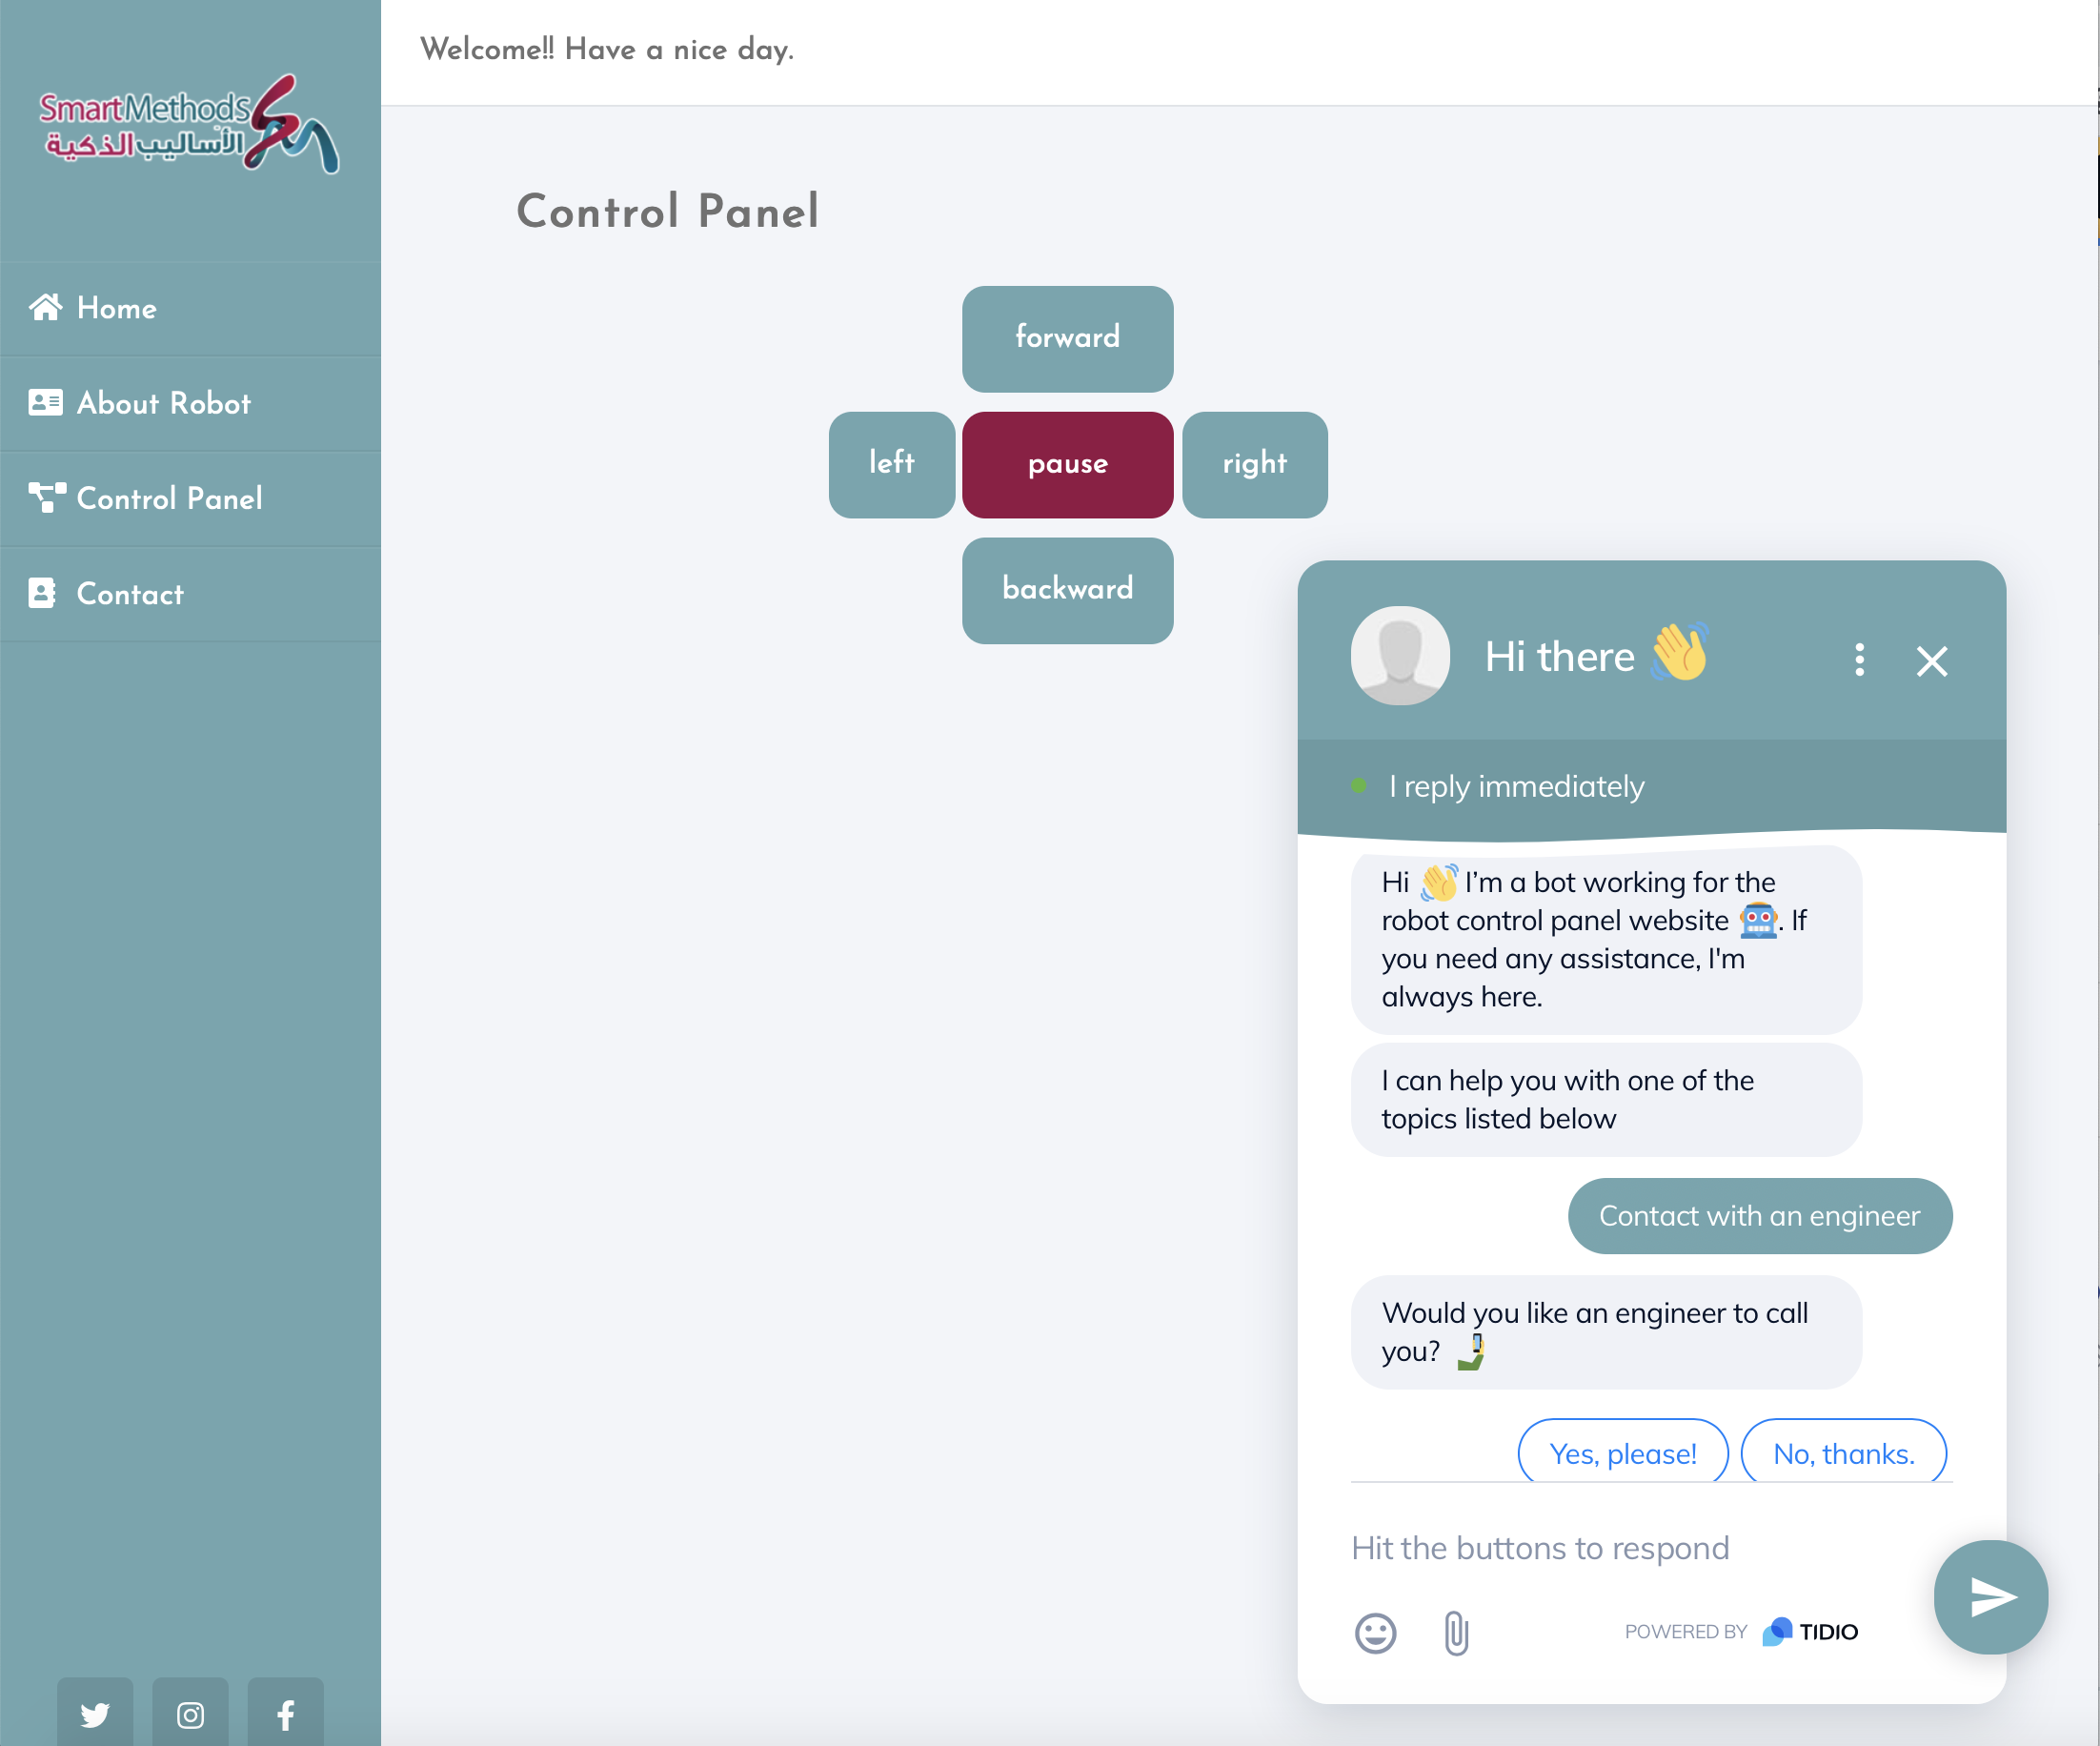 SmartMethods
الأساليب الذكية
Home
About Robot
Control Panel
Contact
Welcome!! Have a nice day.
Control Panel
forward
left
pause
right
backward
Hi there 👋
I reply immediately
Hi 👋 I’m a bot working for the
robot control panel website 🤖. If
you need any assistance, I'm
always here.
I can help you with one of the
topics listed below
Contact with an engineer
Would you like an engineer to call
you? 🤳
Yes, please!
No, thanks.
Hit the buttons to respond
POWERED BY TIDIO